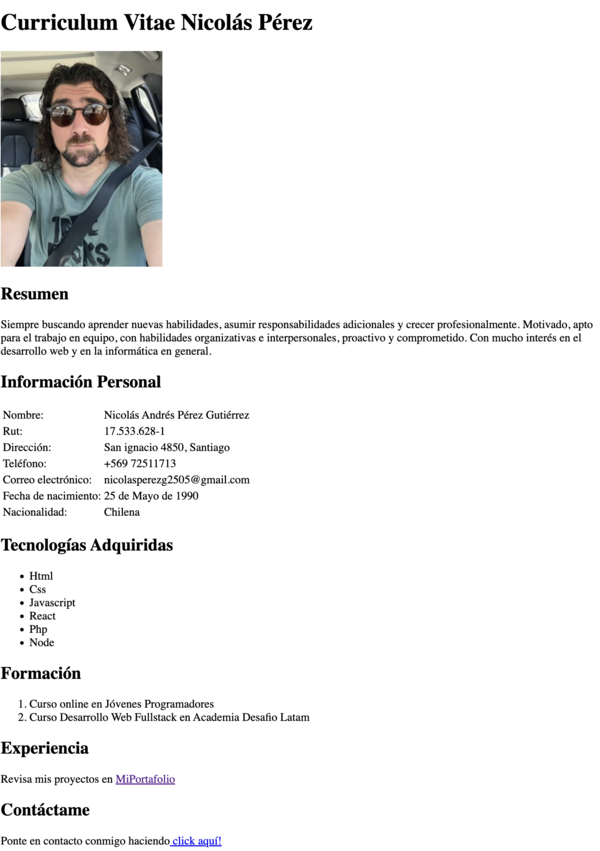 Curriculum Vitae Nicolás Pérez
Resumen
Siempre buscando aprender nuevas habilidades, asumir responsabilidades adicionales y crecer profesionalmente. Motivado, apto
para el trabajo en equipo, con habilidades organizativas e interpersonales, proactivo y comprometido. Con mucho interés en el
desarrollo web y en la informática en general.
Información Personal
Nombre: Nicolás Andrés Pérez Gutiérrez
Rut: 17.533.628-1
Dirección: San ignacio 4850, Santiago
Teléfono: +569 72511713
Correo electrónico: nicolasperezg2505@gmail.com
Fecha de nacimiento: 25 de Mayo de 1990
Nacionalidad: Chilena
Tecnologías Adquiridas
• Html
• Css
• Javascript
• React
• Php
• Node
Formación
1. Curso online en Jóvenes Programadores
2. Curso Desarrollo Web Fullstack en Academia Desafio Latam
Experiencia
Revisa mis proyectos en MiPortafolio
Contáctame
Ponte en contacto conmigo haciendo click aquí!